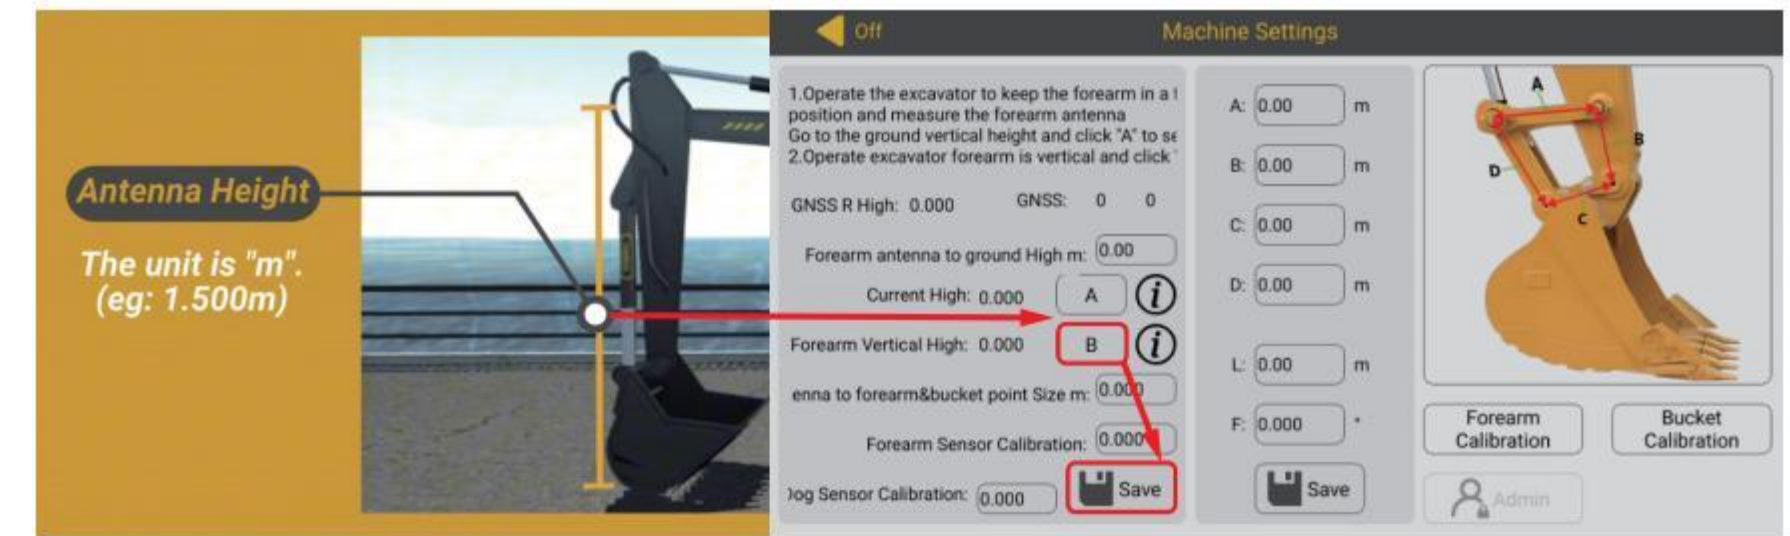 Antenna Height
The unit is "m".
(eg: 1.500m)
Off
Machine Settings
1.Operate the excavator to keep the forearm in a f
position and measure the forearm antenna
Go to the ground vertical height and click "A" to se
2.Operate excavator forearm is vertical and click "
GNSS R High: 0.000 GNSS: 0 0
Forearm antenna to ground High m: 0.00
Current High: 0.000 A i
Forearm Vertical High: 0.000 B i
enna to forearm&bucket point Size m: 0.000
Forearm Sensor Calibration: 0.000
Dog Sensor Calibration: 0.000 Save
A: 0.00 m
B: 0.00 m
C: 0.00 m
D: 0.00 m
L: 0.00 m
F: 0.000 °
Save
A
B
D
C
Forearm
Calibration
Bucket
Calibration
Admin